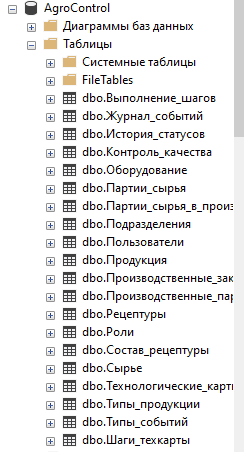 AgroControl
Диаграммы баз данных
Таблицы
Системные таблицы
FileTables
dbo.Выполнение_шагов
dbo.Журнал_событий
dbo.История_статусов
dbo.Контроль_качества
dbo.Оборудование
dbo.Партии_сырья
dbo.Партии_сырья_в_произ
dbo.Подразделения
dbo.Пользователи
dbo.Продукция
dbo.Производственные_зак
dbo.Производственные_пар
dbo.Рецептуры
dbo.Роли
dbo.Состав_рецептуры
dbo.Сырье
dbo.Технологические_карты
dbo.Типы_продукции
dbo.Типы_событий
dbo.Шаги_техкарты